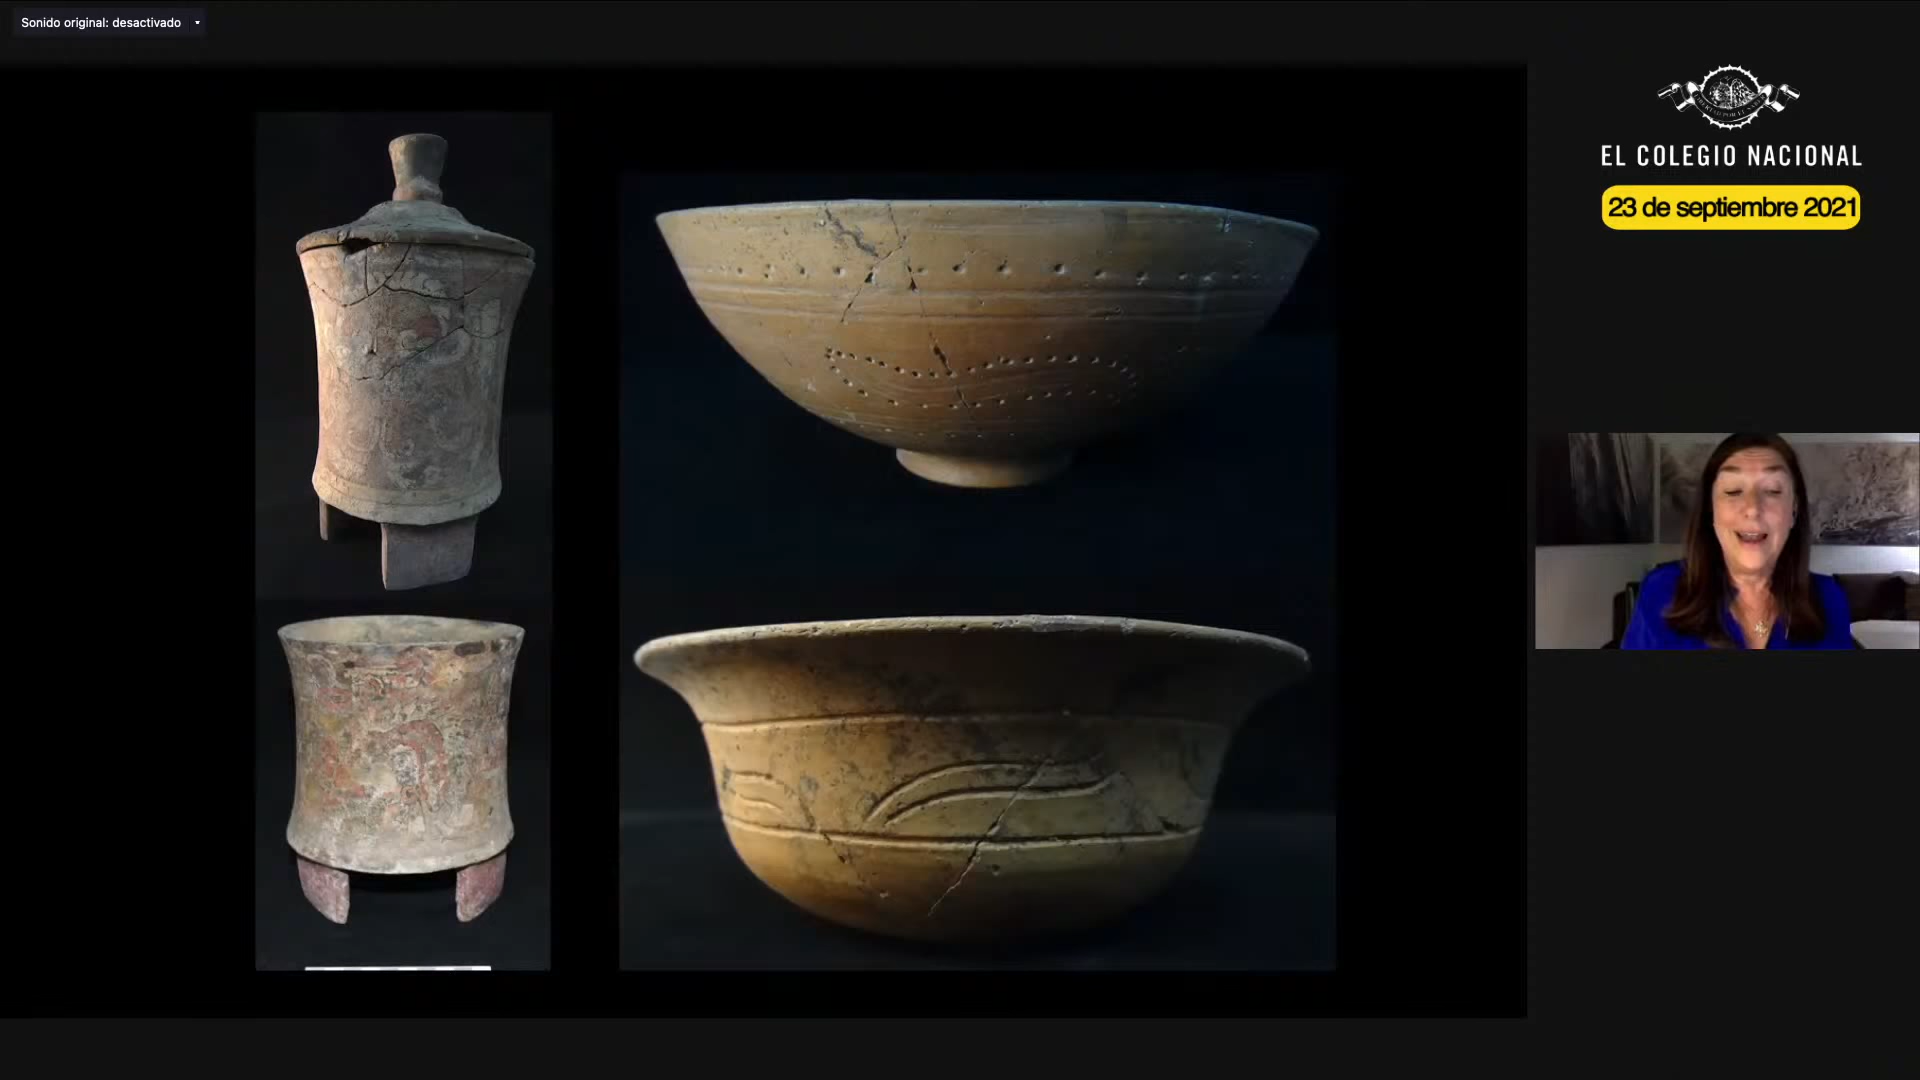 Sonido original: desactivado
EL COLEGIO NACIONAL
23 de septiembre 2021